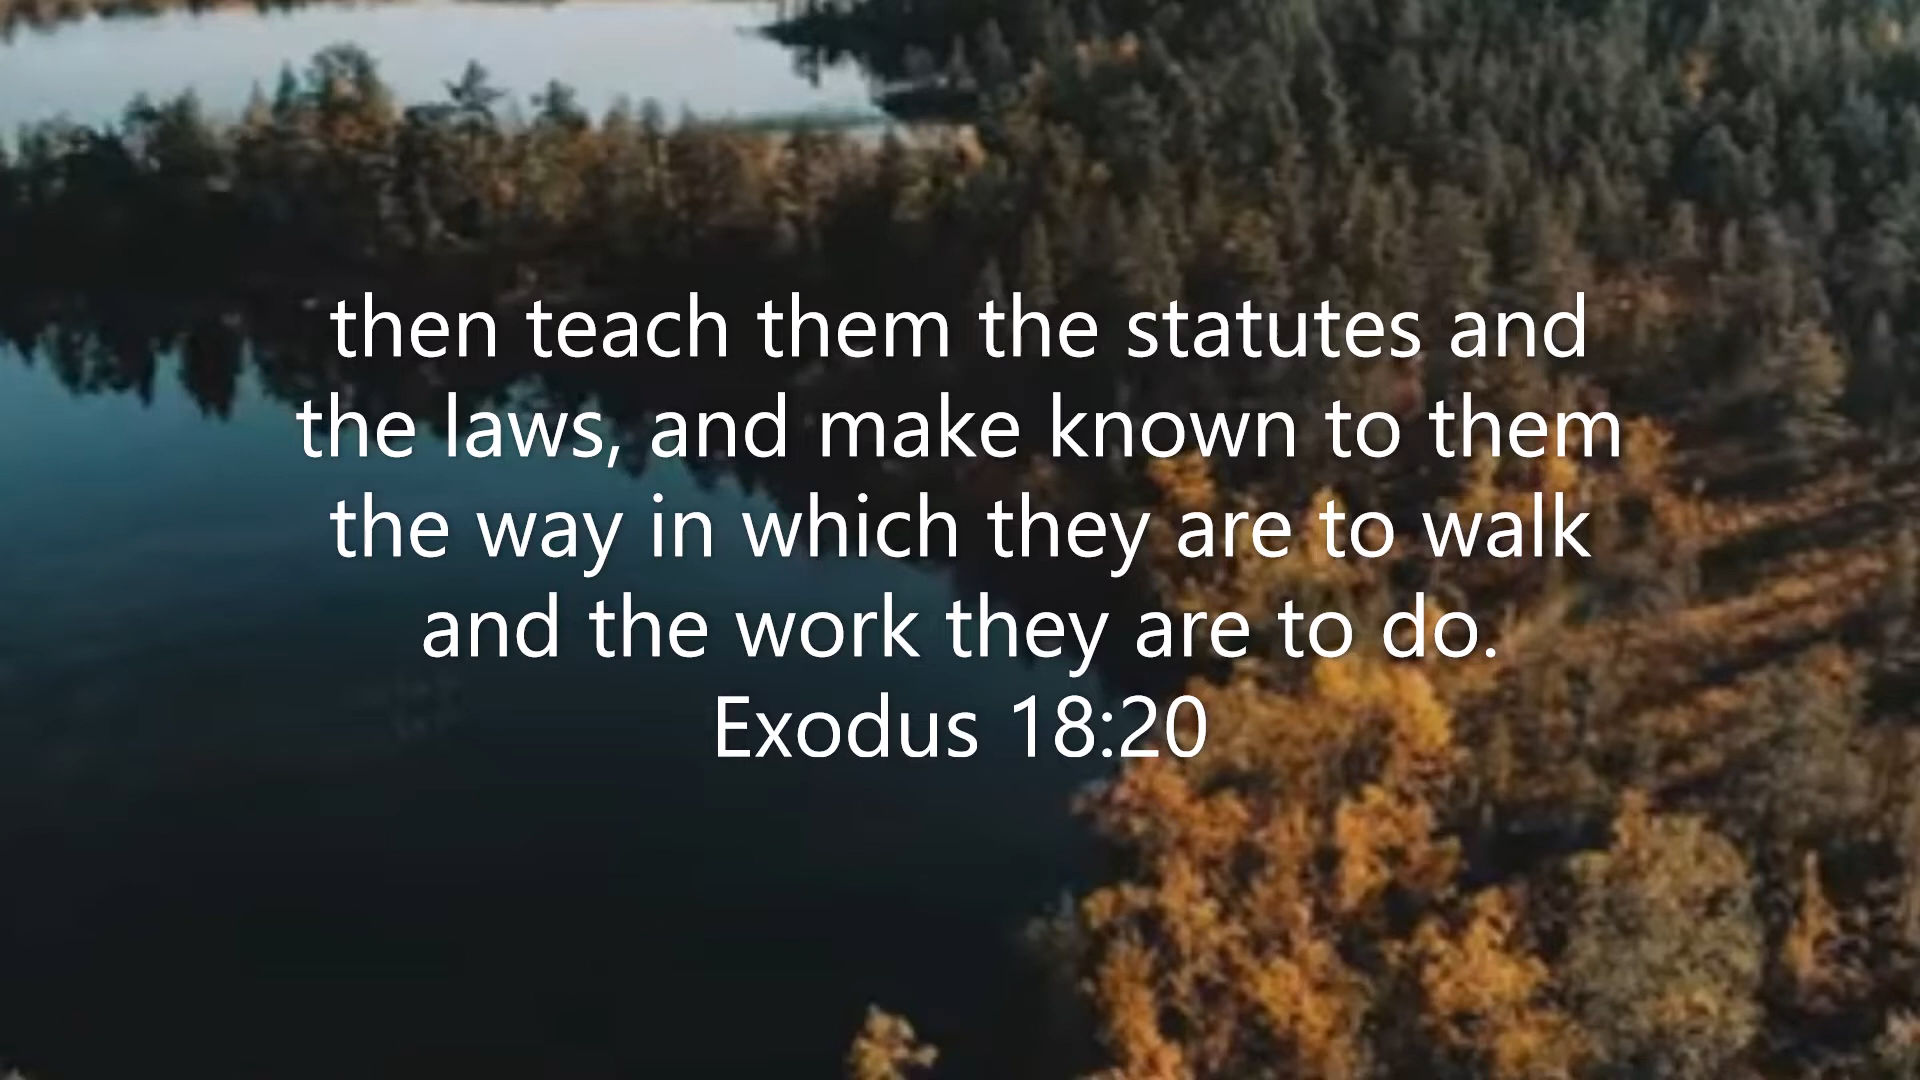 then teach them the statutes and
the laws, and make known to them
the way in which they are to walk
and the work they are to do.
Exodus 18:20